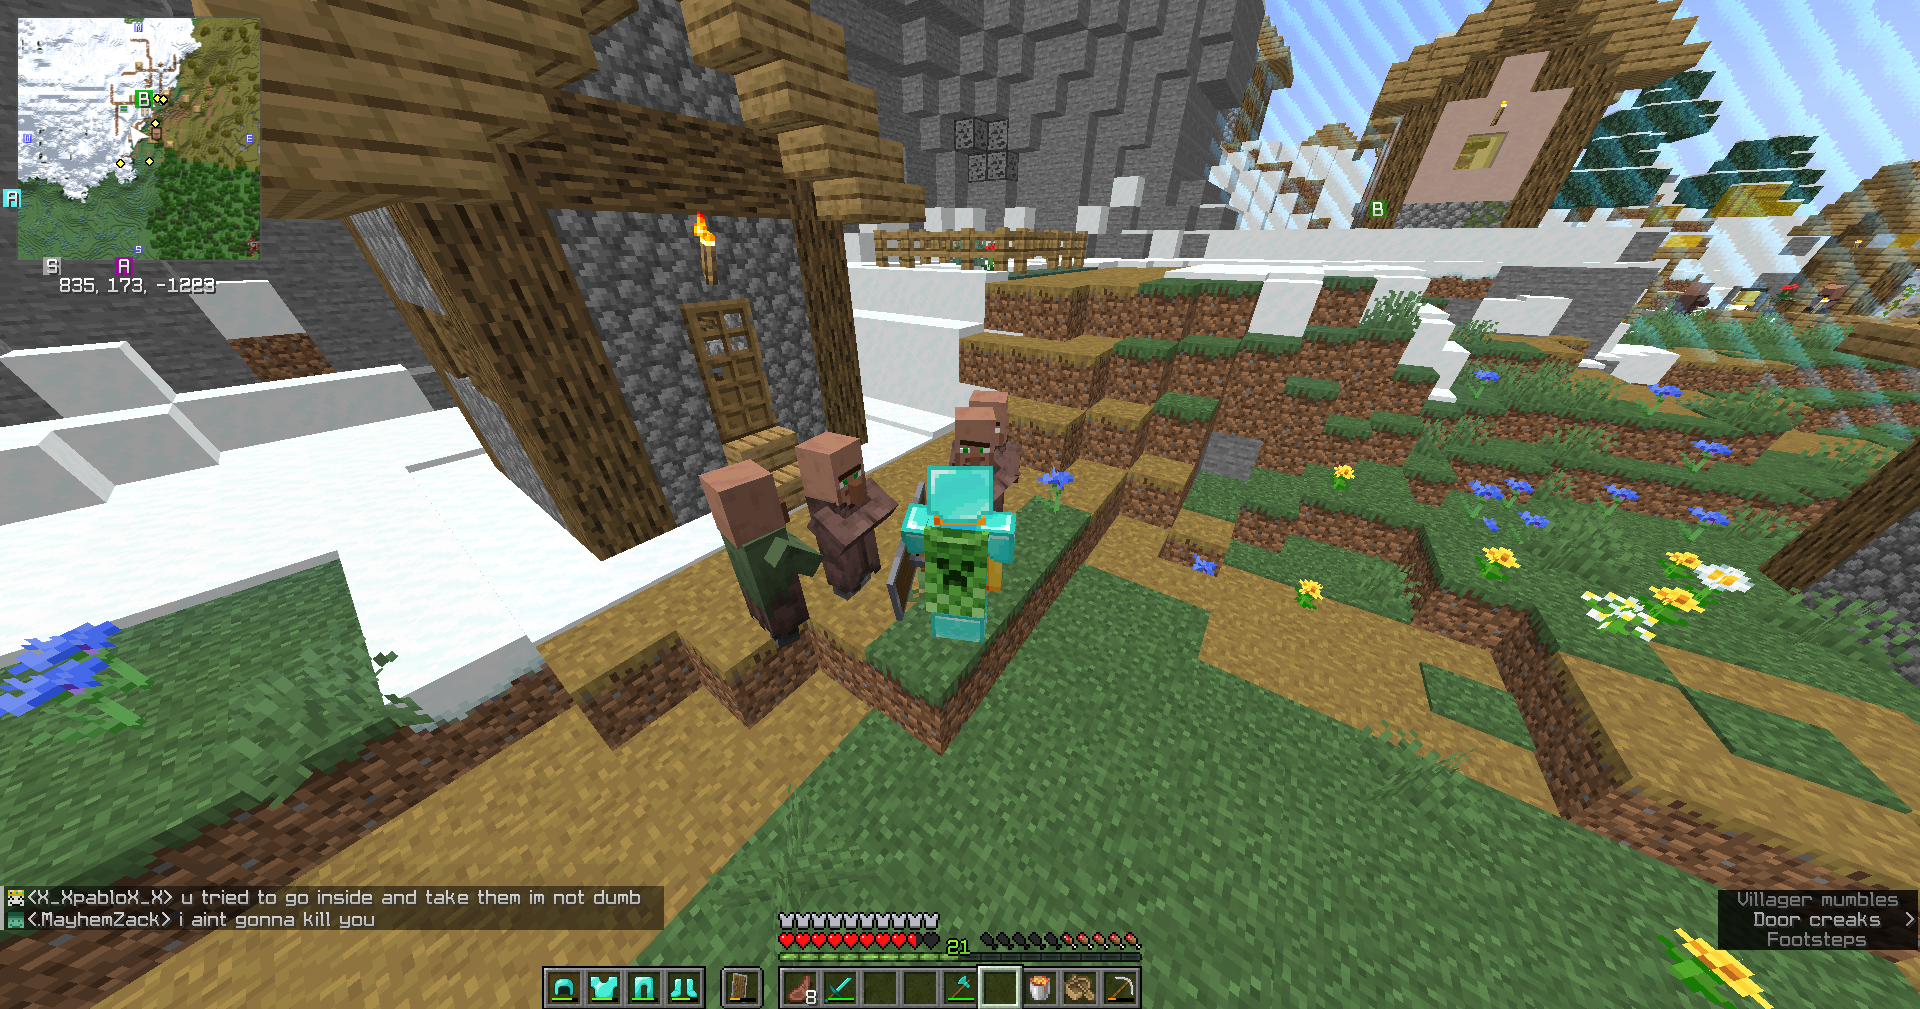 N
B
W
E
A
S
S
A
835, 173, -1223
B
<X_XpabloX_X> u tried to go inside and take them im not dumb
<.MayhemZack> i aint gonna kill you
Villager mumbles
Door creaks >
Footsteps
21
8